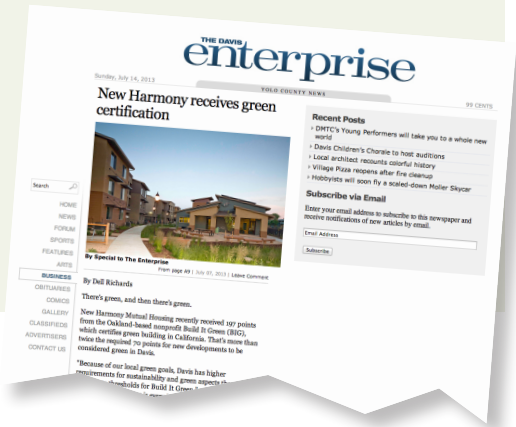 THE DAVIS
enterprise
Sunday, July 14, 2013
YOLO COUNTY NEWS
99 CENTS
New Harmony receives green
certification
By Special to The Enterprise
From page A9 | July 07, 2013 | Leave Comment
By Dell Richards
There's green, and then there's green.
New Harmony Mutual Housing recently received 197 points
from the Oakland-based nonprofit Build It Green (BIG),
which certifies green building in California. That's more than
twice the required 70 points for new developments to be
considered green in Davis.
"Because of our local green goals, Davis has higher
requirements for sustainability and green aspects
thresholds for Build It Green
Search
HOME
NEWS
FORUM
SPORTS
FEATURES
ARTS
BUSINESS
OBITUARIES
COMICS
GALLERY
CLASSIFIEDS
ADVERTISERS
CONTACT US
Recent Posts
› DMTC's Young Performers will take you to a whole new
world
› Davis Children's Chorale to host auditions
› Local architect recounts colorful history
› Village Pizza reopens after fire cleanup
› Hobbyists will soon fly a scaled-down Moller Skycar
Subscribe via Email
Enter your email address to subscribe to this newspaper and
receive notifications of new articles by email.
Email Address
Subscribe